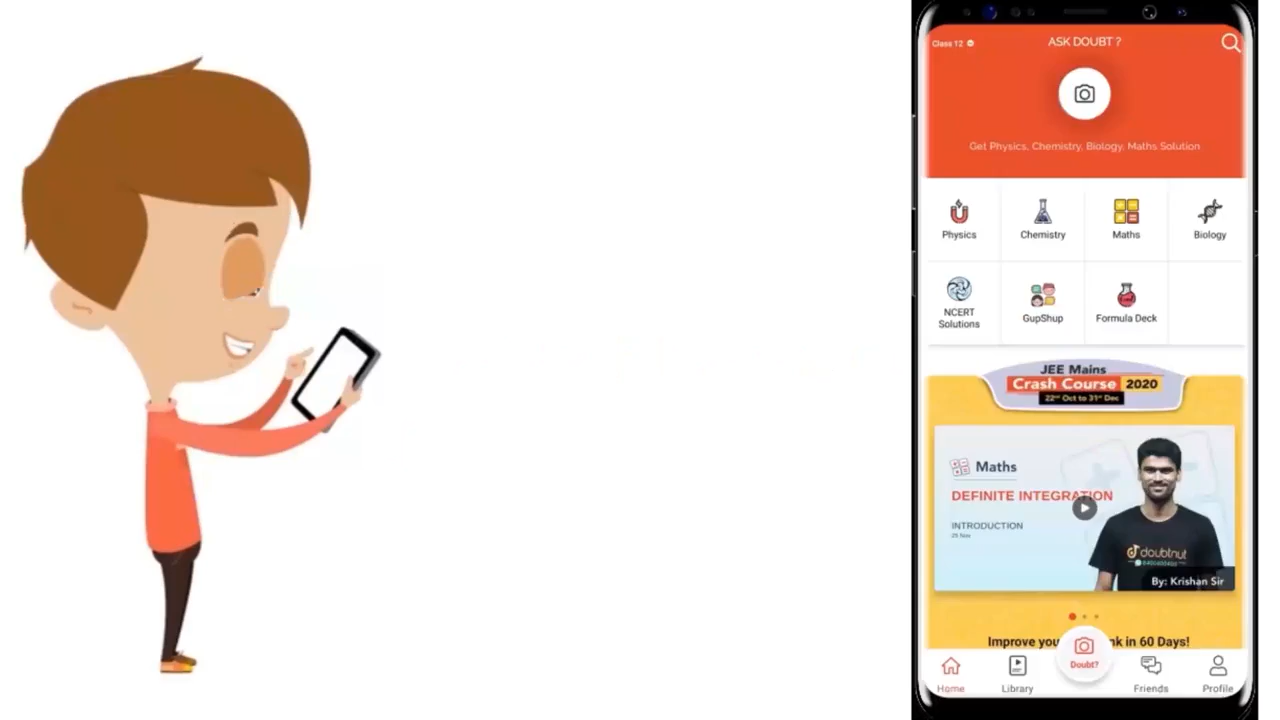 Class 12
ASK DOUBT ?
Get Physics, Chemistry, Biology, Maths Solution
Physics
Chemistry
Maths
Biology
NCERT
Solutions
GupShup
Formula Deck
JEE Mains
Crash Course 2020
22nd Oct to 31st Dec
Maths
DEFINITE INTEGRATION
INTRODUCTION
doubtnut
By: Krishan Sir
Improve you nk in 60 Days!
Doubt?
Home
Library
Friends
Profile